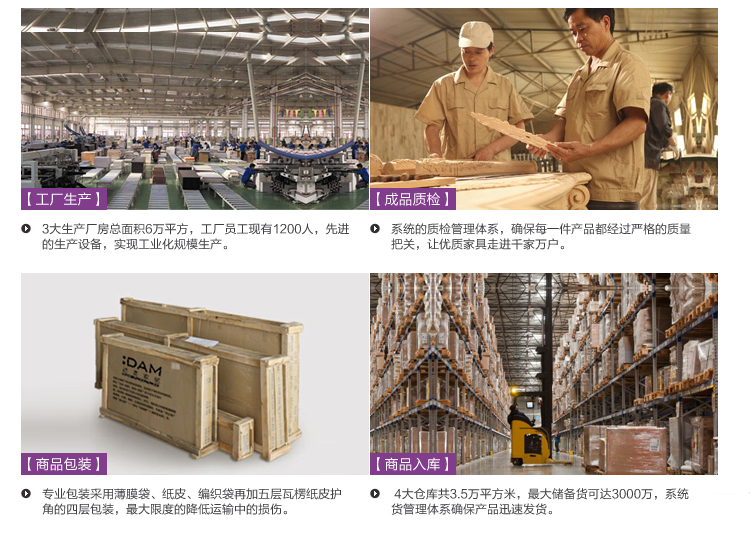 【工厂生产】
【成品质检】
3大生产厂房总面积6万平方，工厂员工现有1200人，先进
的生产设备，实现工业化规模生产。
系统的质检管理体系，确保每一件产品都经过严格的质量
把关，让优质家具走进千家万户。
:DAM
【商品包装】
【商品入库】
专业包装采用薄膜袋、纸皮、编织袋再加五层瓦楞纸皮护
角的四层包装，最大限度的降低运输中的损伤。
4大仓库共3.5万平方米，最大储备货可达3000万，系统
货管理体系确保产品迅速发货。